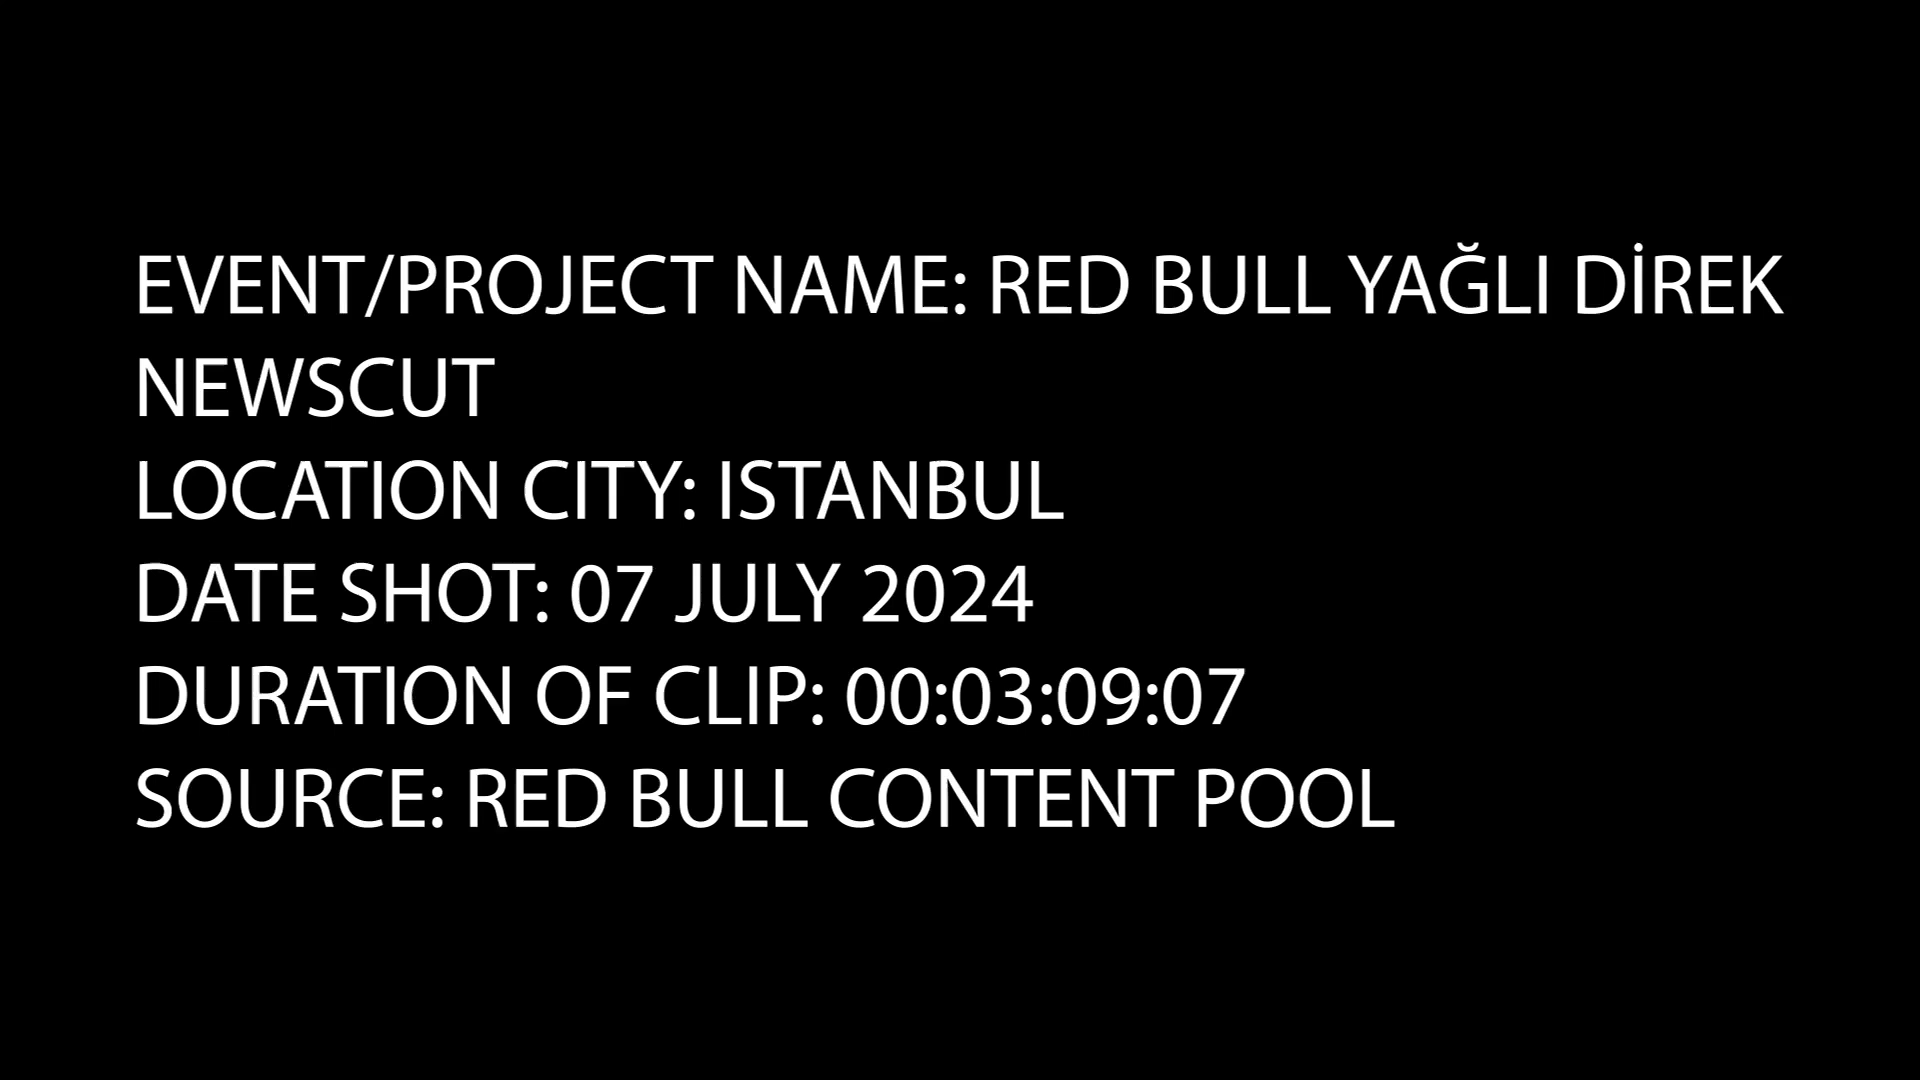 EVENT/PROJECT NAME: RED BULL YAĞLI DİREK
NEWSCUT
LOCATION CITY: ISTANBUL
DATE SHOT: 07 JULY 2024
DURATION OF CLIP: 00:03:09:07
SOURCE: RED BULL CONTENT POOL